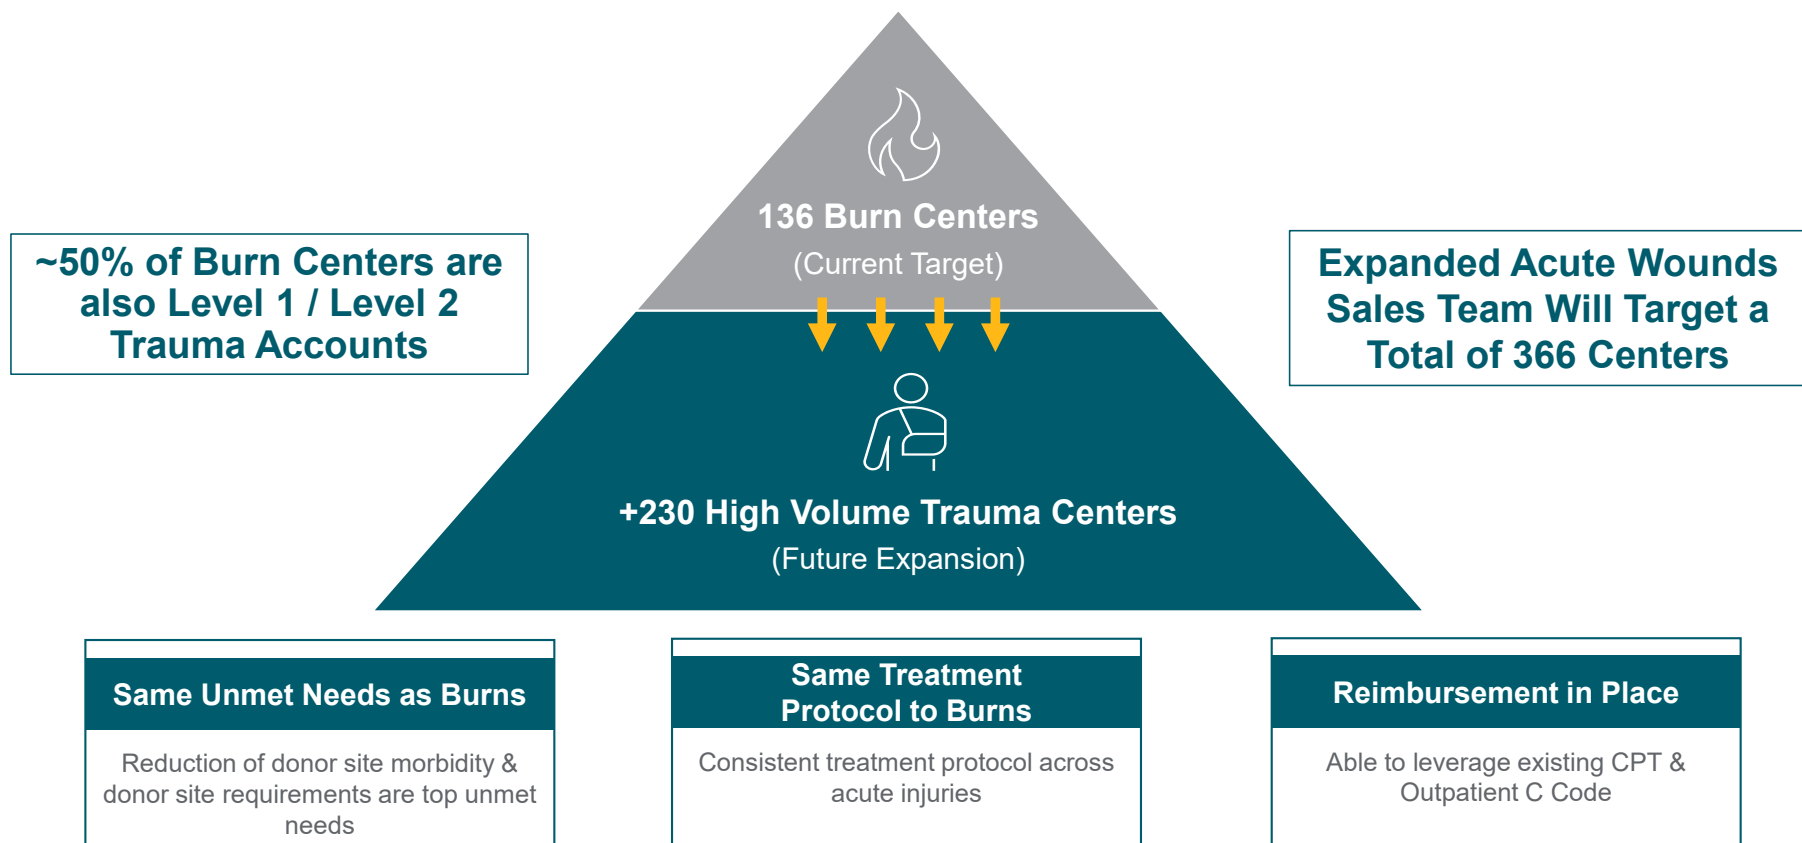 136 Burn Centers
(Current Target)
~50% of Burn Centers are
also Level 1 / Level 2
Trauma Accounts
Expanded Acute Wounds
Sales Team Will Target a
Total of 366 Centers
+230 High Volume Trauma Centers
(Future Expansion)
Same Unmet Needs as Burns
Reduction of donor site morbidity &
donor site requirements are top unmet
needs
Same Treatment
Protocol to Burns
Consistent treatment protocol across
acute injuries
Reimbursement in Place
Able to leverage existing CPT &
Outpatient C Code